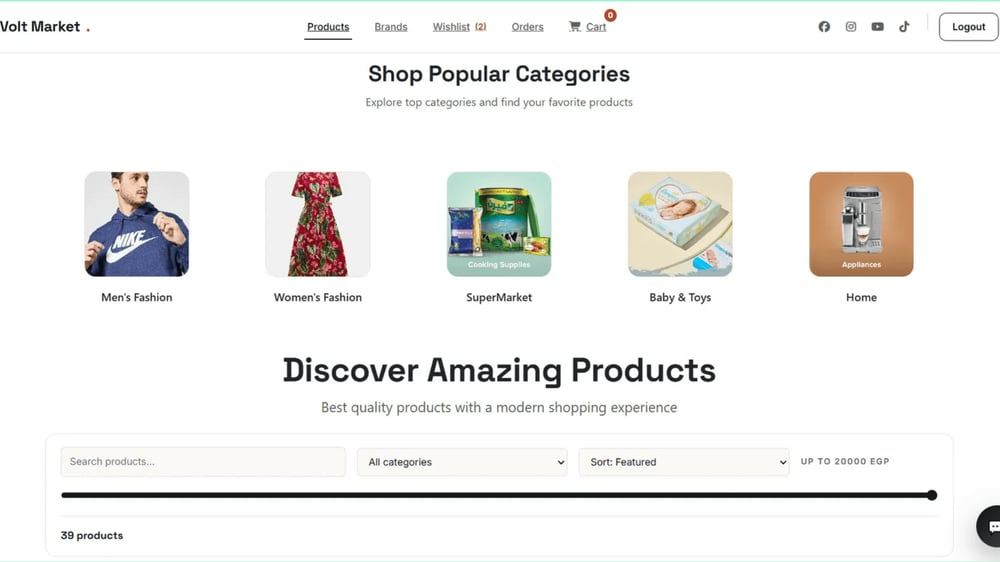 Volt Market .
Products
Brands
Wishlist (2)
Orders
Cart
0
Logout
Shop Popular Categories
Explore top categories and find your favorite products
NIKE
Cooking Supplies
Appliances
Men's Fashion
Women's Fashion
SuperMarket
Baby & Toys
Home
Discover Amazing Products
Best quality products with a modern shopping experience
Search products...
All categories
Sort: Featured
UP TO 20000 EGP
39 products